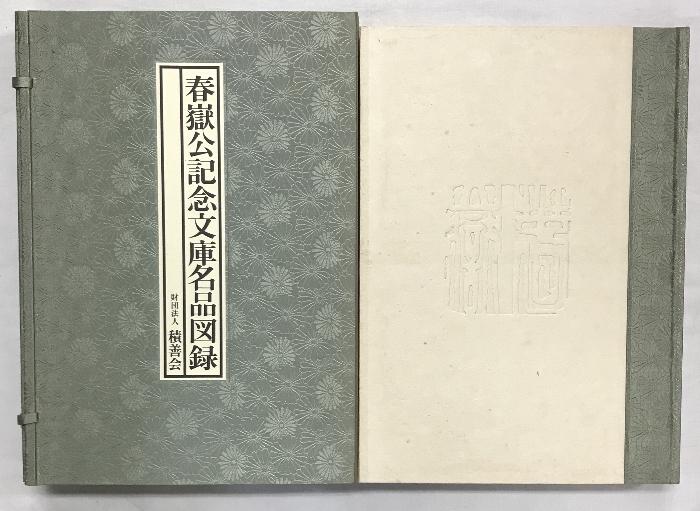 春嶽公記念文庫名品図録
財団法人 積善会